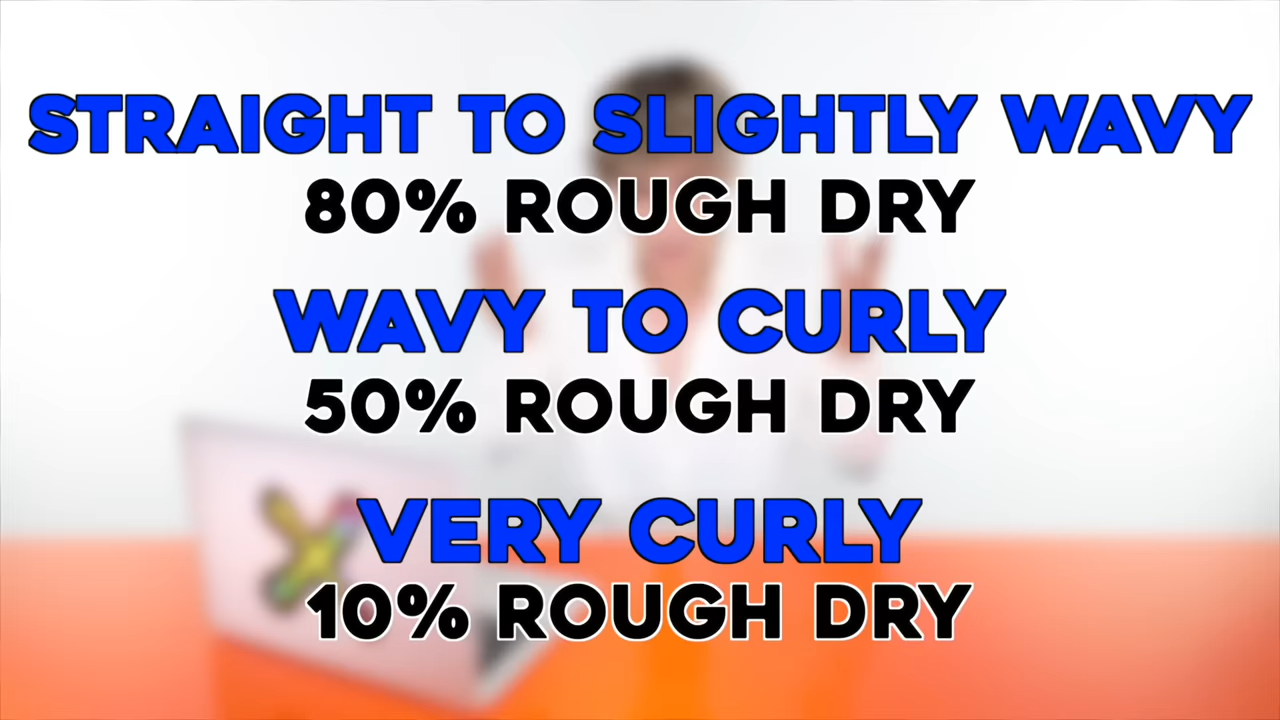 STRAIGHT TO SLIGHTLY WAVY
80% ROUGH DRY
WAVY TO CURLY
50% ROUGH DRY
VERY CURLY
10% ROUGH DRY